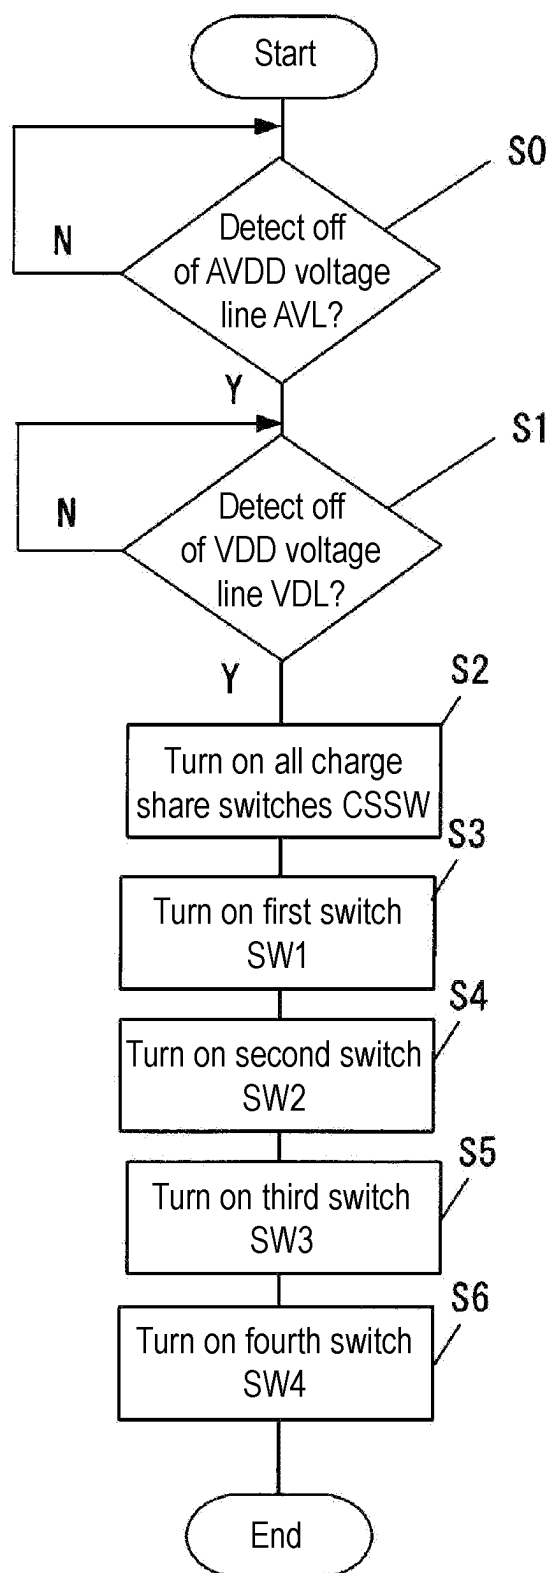 Start
S0
Detect off
of AVDD voltage
line AVL?
N
Y
S1
Detect off
of VDD voltage
line VDL?
N
Y
S2
Turn on all charge
share switches CSSW
S3
Turn on first switch
SW1
S4
Turn on second switch
SW2
S5
Turn on third switch
SW3
S6
Turn on fourth switch
SW4
End